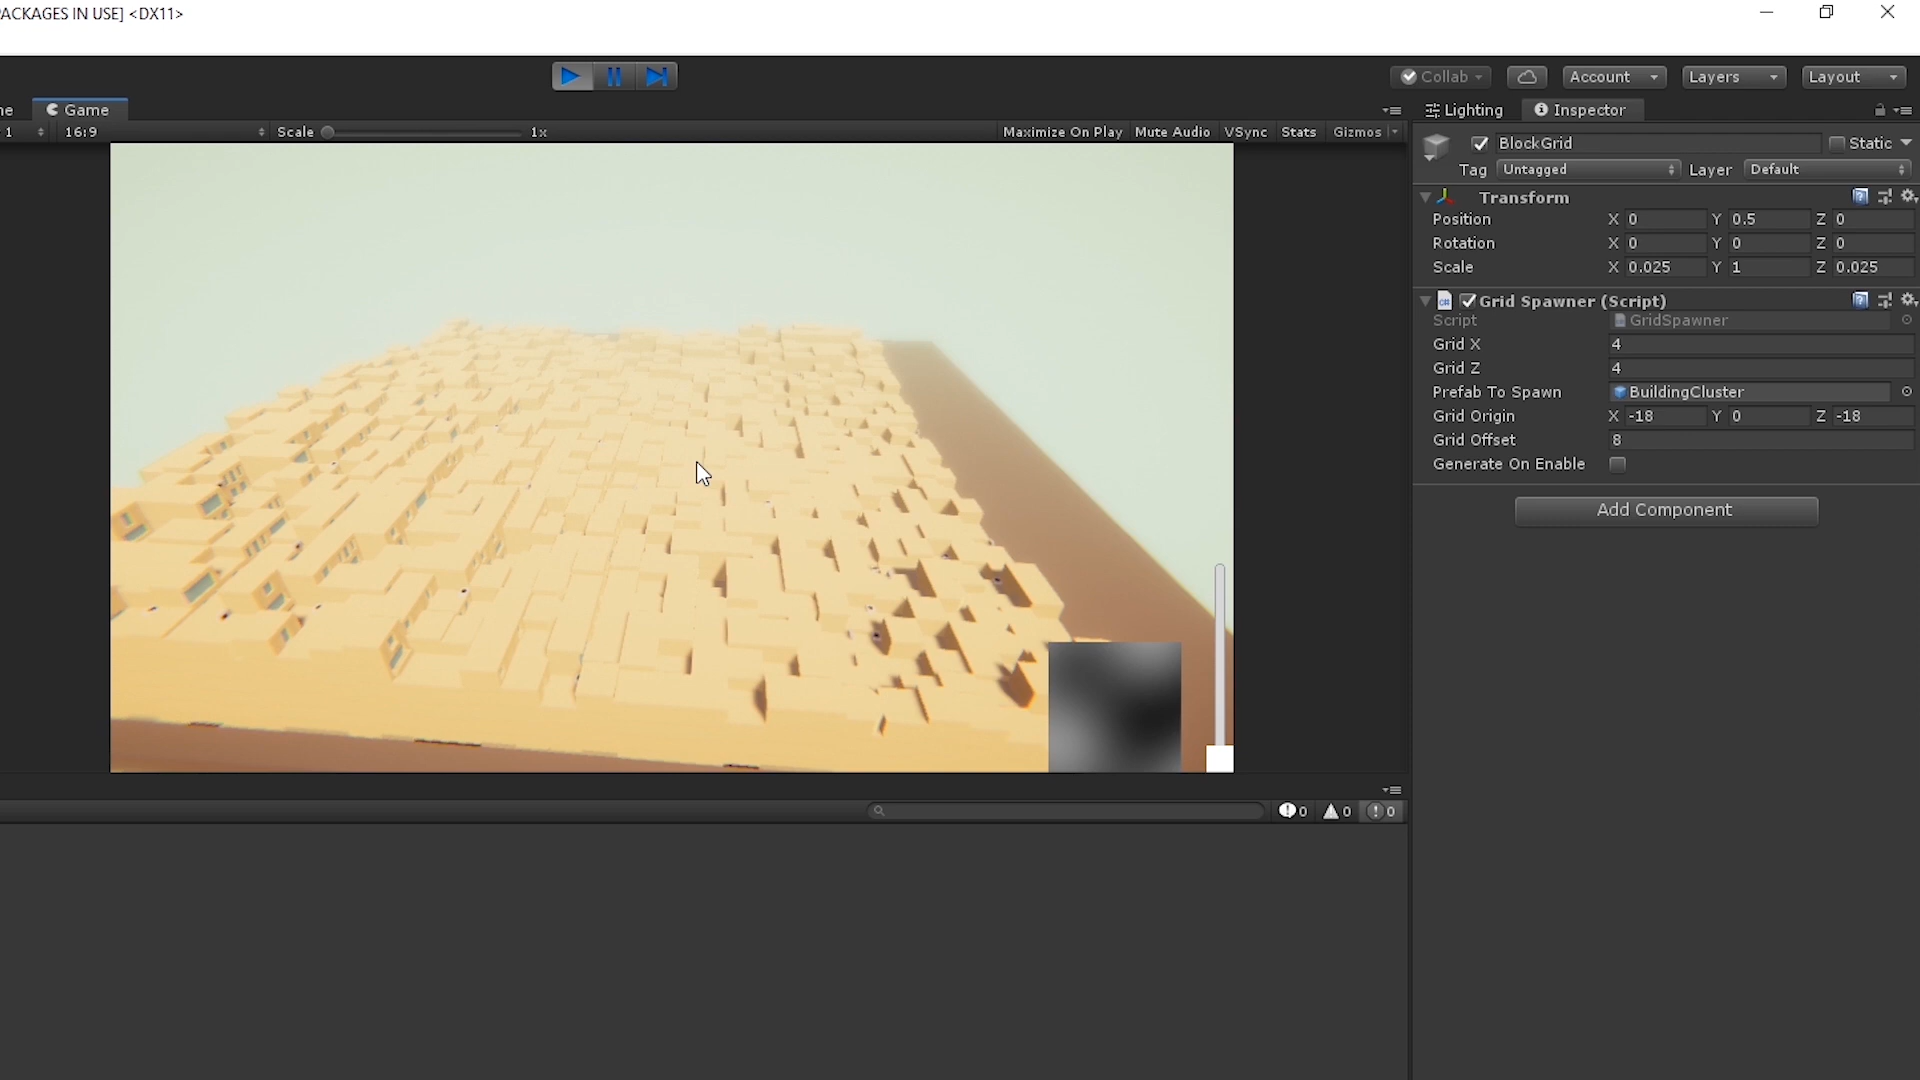 ACKAGES IN USE] <DX11>
Collab Account Layers Layout
ne Game Lighting Inspector
1 16:9 Scale 1x Maximize On Play Mute Audio VSync Stats Gizmos
BlockGrid Static
Tag Untagged Layer Default
Transform
Position X 0 Y 0.5 Z 0
Rotation X 0 Y 0 Z 0
Scale X 0.025 Y 1 Z 0.025
Grid Spawner (Script)
Script GridSpawner
Grid X 4
Grid Z 4
Prefab To Spawn BuildingCluster
Grid Origin X -18 Y 0 Z -18
Grid Offset 8
Generate On Enable
Add Component
0 0 0